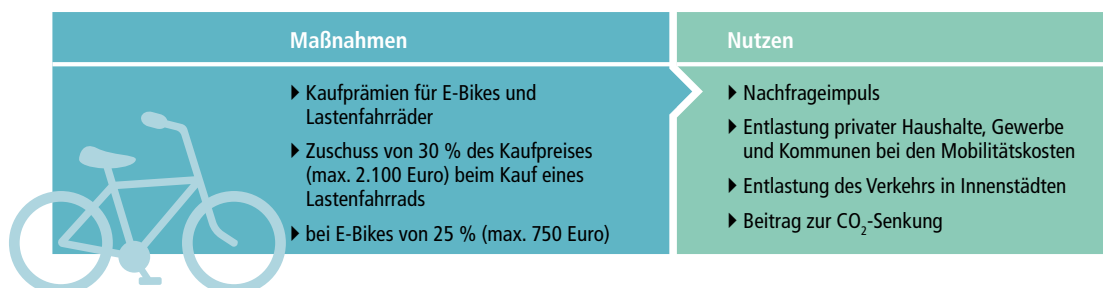 Maßnahmen
▶ Kaufprämien für E-Bikes und
Lastenfahrräder
▶ Zuschuss von 30 % des Kaufpreises
(max. 2.100 Euro) beim Kauf eines
Lastenfahrrads
▶ bei E-Bikes von 25 % (max. 750 Euro)
Nutzen
▶ Nachfrageimpuls
▶ Entlastung privater Haushalte, Gewerbe
und Kommunen bei den Mobilitätskosten
▶ Entlastung des Verkehrs in Innenstädten
▶ Beitrag zur CO₂-Senkung